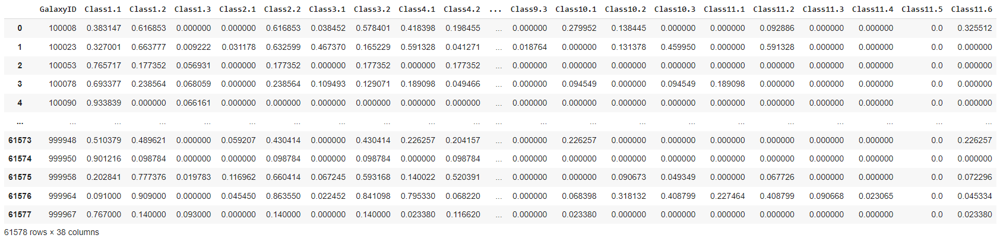 GalaxyID Class1.1 Class1.2 Class1.3 Class2.1 Class2.2 Class3.1 Class3.2 Class4.1 Class4.2 ... Class9.3 Class10.1 Class10.2 Class10.3 Class11.1 Class11.2 Class11.3 Class11.4 Class11.5 Class11.6
0 100008 0.383147 0.616853 0.000000 0.000000 0.616853 0.038452 0.578401 0.418398 0.198455 ... 0.000000 0.279952 0.138445 0.000000 0.000000 0.092886 0.000000 0.000000 0.0 0.325512
1 100023 0.327001 0.663777 0.009222 0.031178 0.632599 0.467370 0.165229 0.591328 0.041271 ... 0.018764 0.000000 0.131378 0.459950 0.000000 0.591328 0.000000 0.000000 0.0 0.000000
2 100053 0.765717 0.177352 0.056931 0.000000 0.177352 0.000000 0.177352 0.000000 0.177352 ... 0.000000 0.000000 0.000000 0.000000 0.000000 0.000000 0.000000 0.000000 0.0 0.000000
3 100078 0.693377 0.238564 0.068059 0.000000 0.238564 0.109493 0.129071 0.189098 0.049466 ... 0.000000 0.094549 0.000000 0.094549 0.189098 0.000000 0.000000 0.000000 0.0 0.000000
4 100090 0.933839 0.000000 0.066161 0.000000 0.000000 0.000000 0.000000 0.000000 0.000000 ... 0.000000 0.000000 0.000000 0.000000 0.000000 0.000000 0.000000 0.000000 0.0 0.000000
... ... ... ... ... ... ... ... ... ... ... ... ... ... ... ... ... ... ... ... ... ...
61573 999948 0.510379 0.489621 0.000000 0.059207 0.430414 0.000000 0.430414 0.226257 0.204157 ... 0.000000 0.226257 0.000000 0.000000 0.000000 0.000000 0.000000 0.000000 0.0 0.226257
61574 999950 0.901216 0.098784 0.000000 0.000000 0.098784 0.000000 0.098784 0.000000 0.098784 ... 0.000000 0.000000 0.000000 0.000000 0.000000 0.000000 0.000000 0.000000 0.0 0.000000
61575 999958 0.202841 0.777376 0.019783 0.116962 0.660414 0.067245 0.593168 0.140022 0.520391 ... 0.000000 0.000000 0.090673 0.049349 0.000000 0.067726 0.000000 0.000000 0.0 0.072296
61576 999964 0.091000 0.909000 0.000000 0.045450 0.863550 0.022452 0.841098 0.795330 0.068220 ... 0.000000 0.068398 0.318132 0.408799 0.227464 0.408799 0.090668 0.023065 0.0 0.045334
61577 999967 0.767000 0.140000 0.093000 0.000000 0.140000 0.000000 0.140000 0.023380 0.116620 ... 0.000000 0.023380 0.000000 0.000000 0.000000 0.000000 0.000000 0.000000 0.0 0.023380
61578 rows × 38 columns